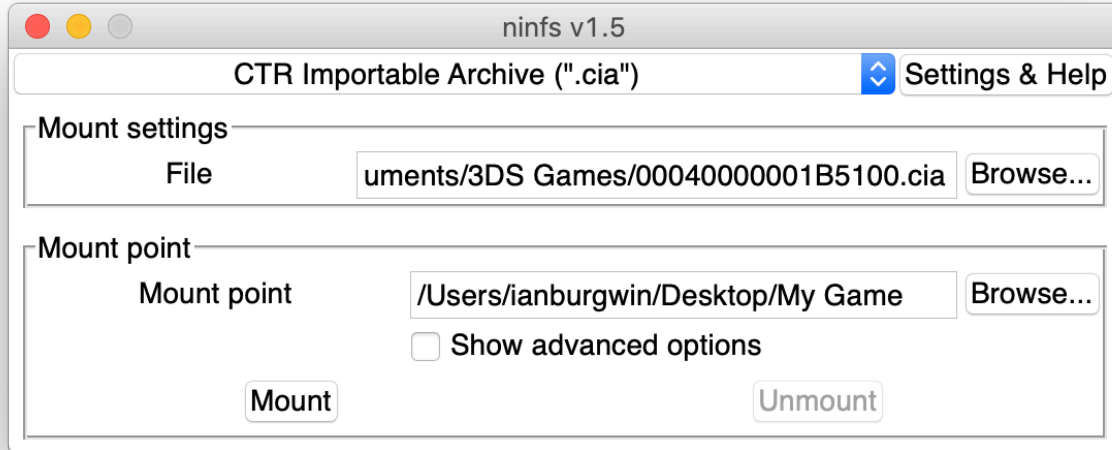 ninfs v1.5
CTR Importable Archive (".cia") Settings & Help
Mount settings
File uments/3DS Games/00040000001B5100.cia Browse...
Mount point
Mount point /Users/ianburgwin/Desktop/My Game Browse...
Show advanced options
Mount Unmount